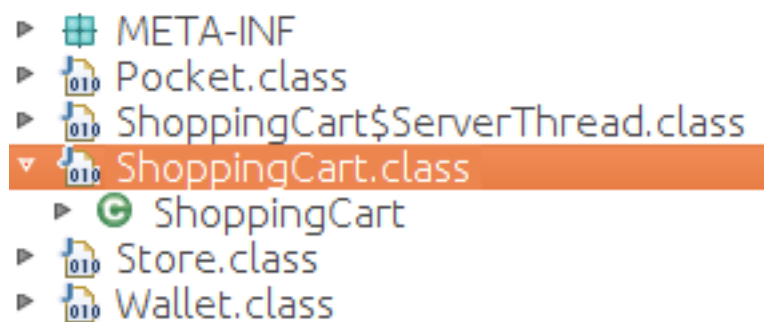 META-INF
Pocket.class
ShoppingCart$ServerThread.class
ShoppingCart.class
ShoppingCart
Store.class
Wallet.class